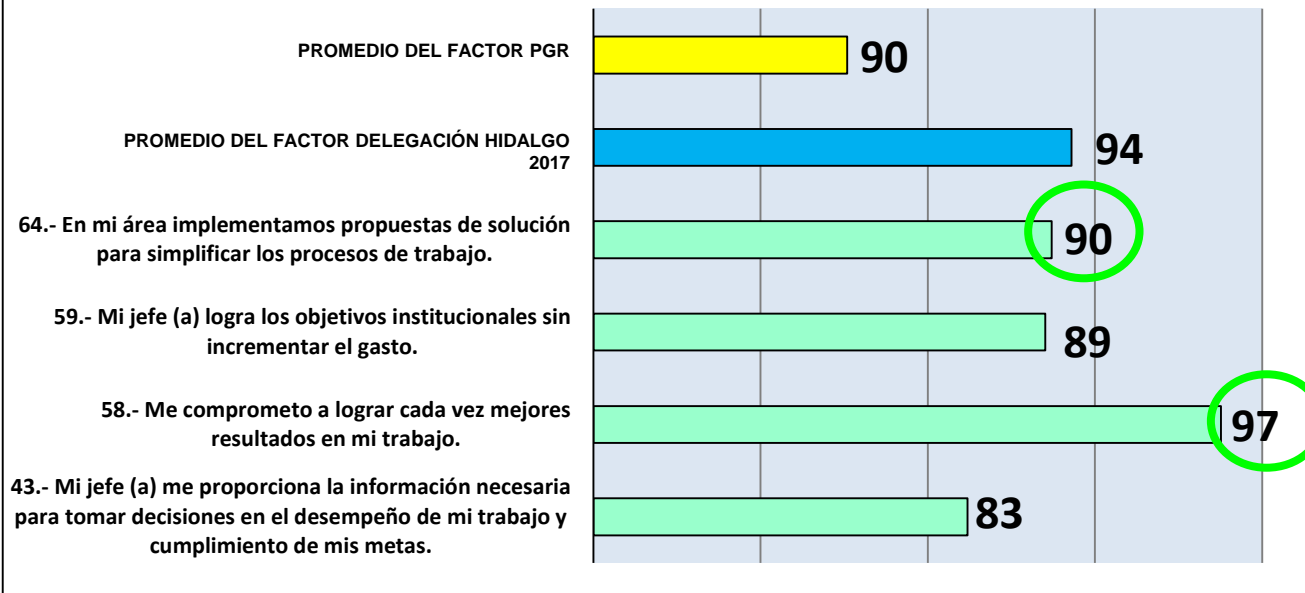 PROMEDIO DEL FACTOR PGR
90
PROMEDIO DEL FACTOR DELEGACIÓN HIDALGO
2017
94
64.- En mi área implementamos propuestas de solución
para simplificar los procesos de trabajo.
90
59.- Mi jefe (a) logra los objetivos institucionales sin
incrementar el gasto.
89
58.- Me comprometo a lograr cada vez mejores
resultados en mi trabajo.
97
43.- Mi jefe (a) me proporciona la información necesaria
para tomar decisiones en el desempeño de mi trabajo y
cumplimiento de mis metas.
83